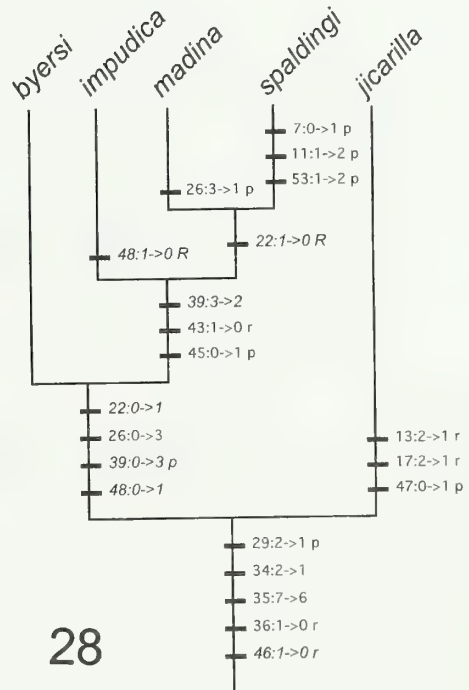 byersi
impudica
madina
spaldingi
jicarilla
7:0->1 p
11:1->2 p
53:1->2 p
26:3->1 p
22:1->0 R
48:1->0 R
39:3->2
43:1->0 r
45:0->1 p
22:0->1
26:0->3
39:0->3 p
48:0->1
13:2->1 r
17:2->1 r
47:0->1 p
29:2->1 p
34:2->1
35:7->6
36:1->0 r
46:1->0 r
28